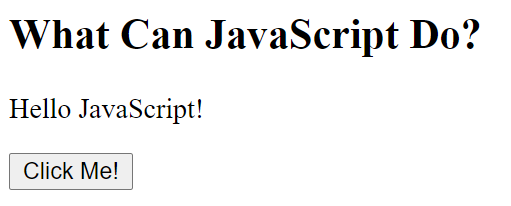 What Can JavaScript Do?
Hello JavaScript!
Click Me!